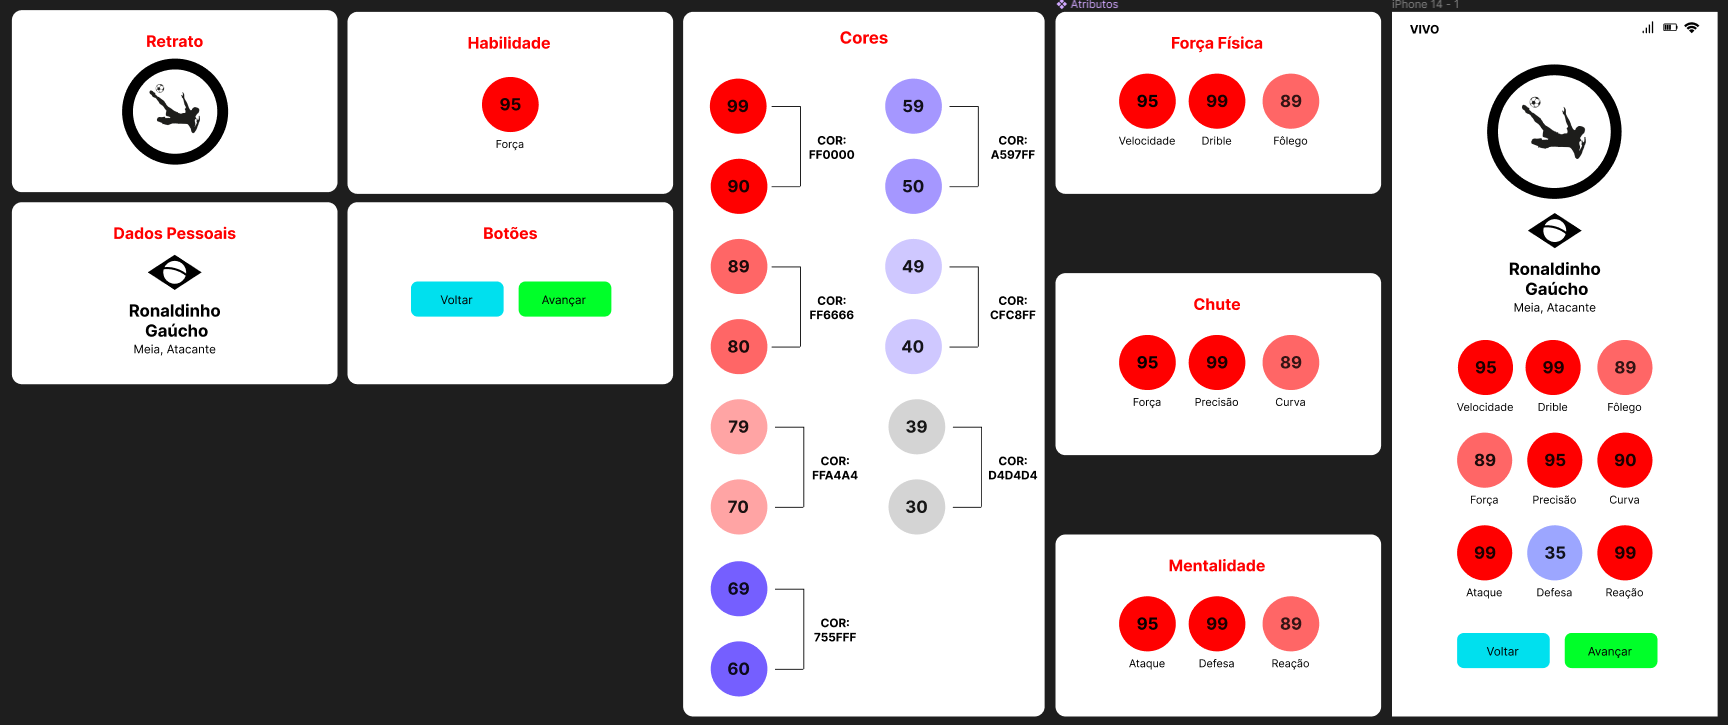 Retrato
Dados Pessoais
Ronaldinho
Gaúcho
Meia, Atacante
Habilidade
95
Força
Botões
Voltar
Avançar
Cores
99
90
COR:
FF0000
89
80
COR:
FF6666
79
70
COR:
FFA4A4
69
60
COR:
755FFF
59
50
COR:
A597FF
49
40
COR:
CFC8FF
39
30
COR:
D4D4D4
Atributos
Força Física
95 99 89
Velocidade Drible Fôlego
Chute
95 99 89
Força Precisão Curva
Mentalidade
95 99 89
Ataque Defesa Reação
iPhone 14 - 1
VIVO
Ronaldinho
Gaúcho
Meia, Atacante
95 99 89
Velocidade Drible Fôlego
89 95 90
Força Precisão Curva
99 35 99
Ataque Defesa Reação
Voltar Avançar